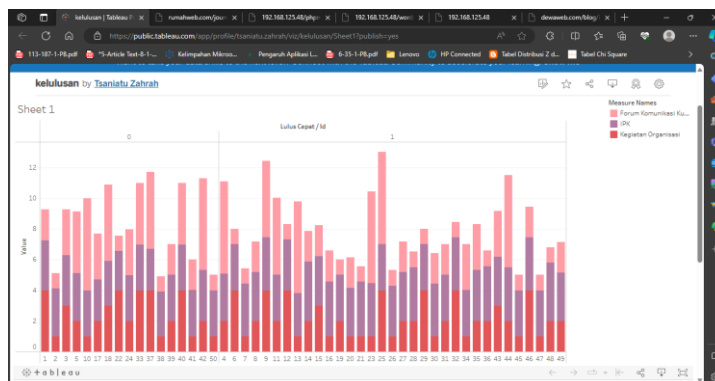 kelulusan | Tableau P
rumahweb.com/jour
192.168.125.48/php
192.168.125.48/word
192.168.125.48
dewaweb.com/blog/
https://public.tableau.com/app/profile/tsaniatu.zahrah/viz/kelulusan/Sheet1?publish=yes
113-187-1-PB.pdf
"5-Article Text-8-1-...
Kelimpahan Mikros...
Pengaruh Aplikasi L...
6-35-1-PB.pdf
Lenovo
HP Connected
Tabel Distribusi Z d...
Tabel Chi Square
kelulusan by Tsaniatu Zahrah
Sheet 1
Lulus Cepat / Id
0 1
Measure Names
Forum Komunikasi Ku...
IPK
Kegiatan Organisasi
Value
12
10
8
6
4
2
0
1 2 3 5 10 17 18 22 24 33 37 38 39 40 41 42 50 4 6 7 8 9 11 12 13 14 15 16 19 20 21 23 25 26 27 28 29 30 31 32 34 35 36 43 44 45 46 47 48 49
+ a b l e a u